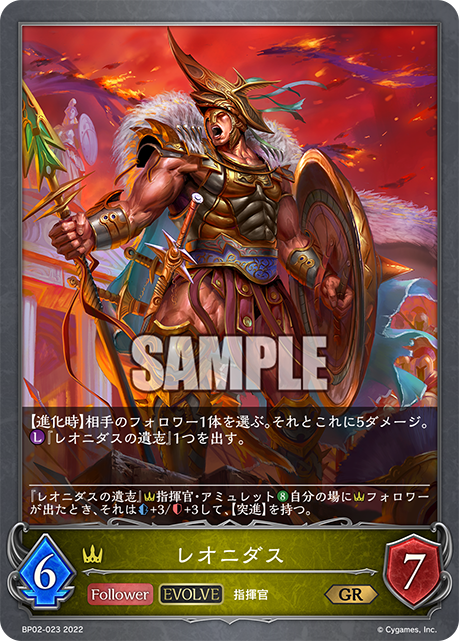 SAMPLE
【進化時】相手のフォロワー1体を選ぶ。それとこれに5ダメージ。
L『レオニダスの遺志』1つを出す。
『レオニダスの遺志』指揮官・アミュレット8自分の場にフォロワー
が出たとき、それは+3/+3して、【突進】を持つ。
レオニダス
6
7
Follower EVOLVE 指揮官 GR
BP02-023 2022 © Cygames, Inc.